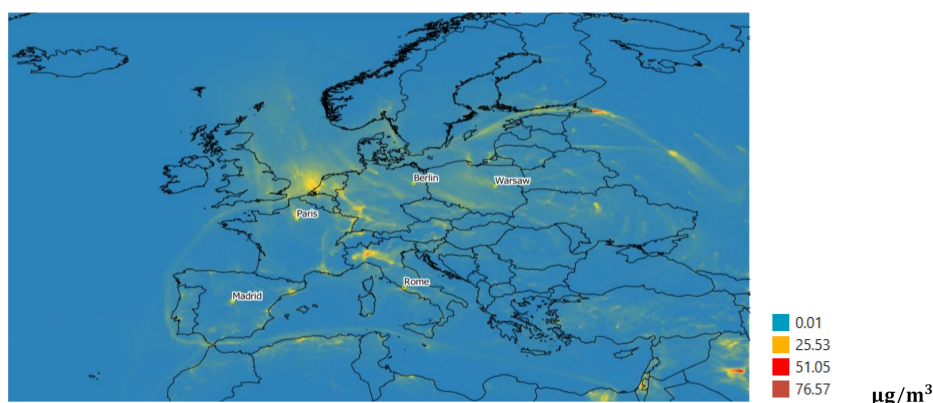 Berlin
Warsaw
Paris
Rome
Madrid
0.01
25.53
51.05
76.57
μg/m³